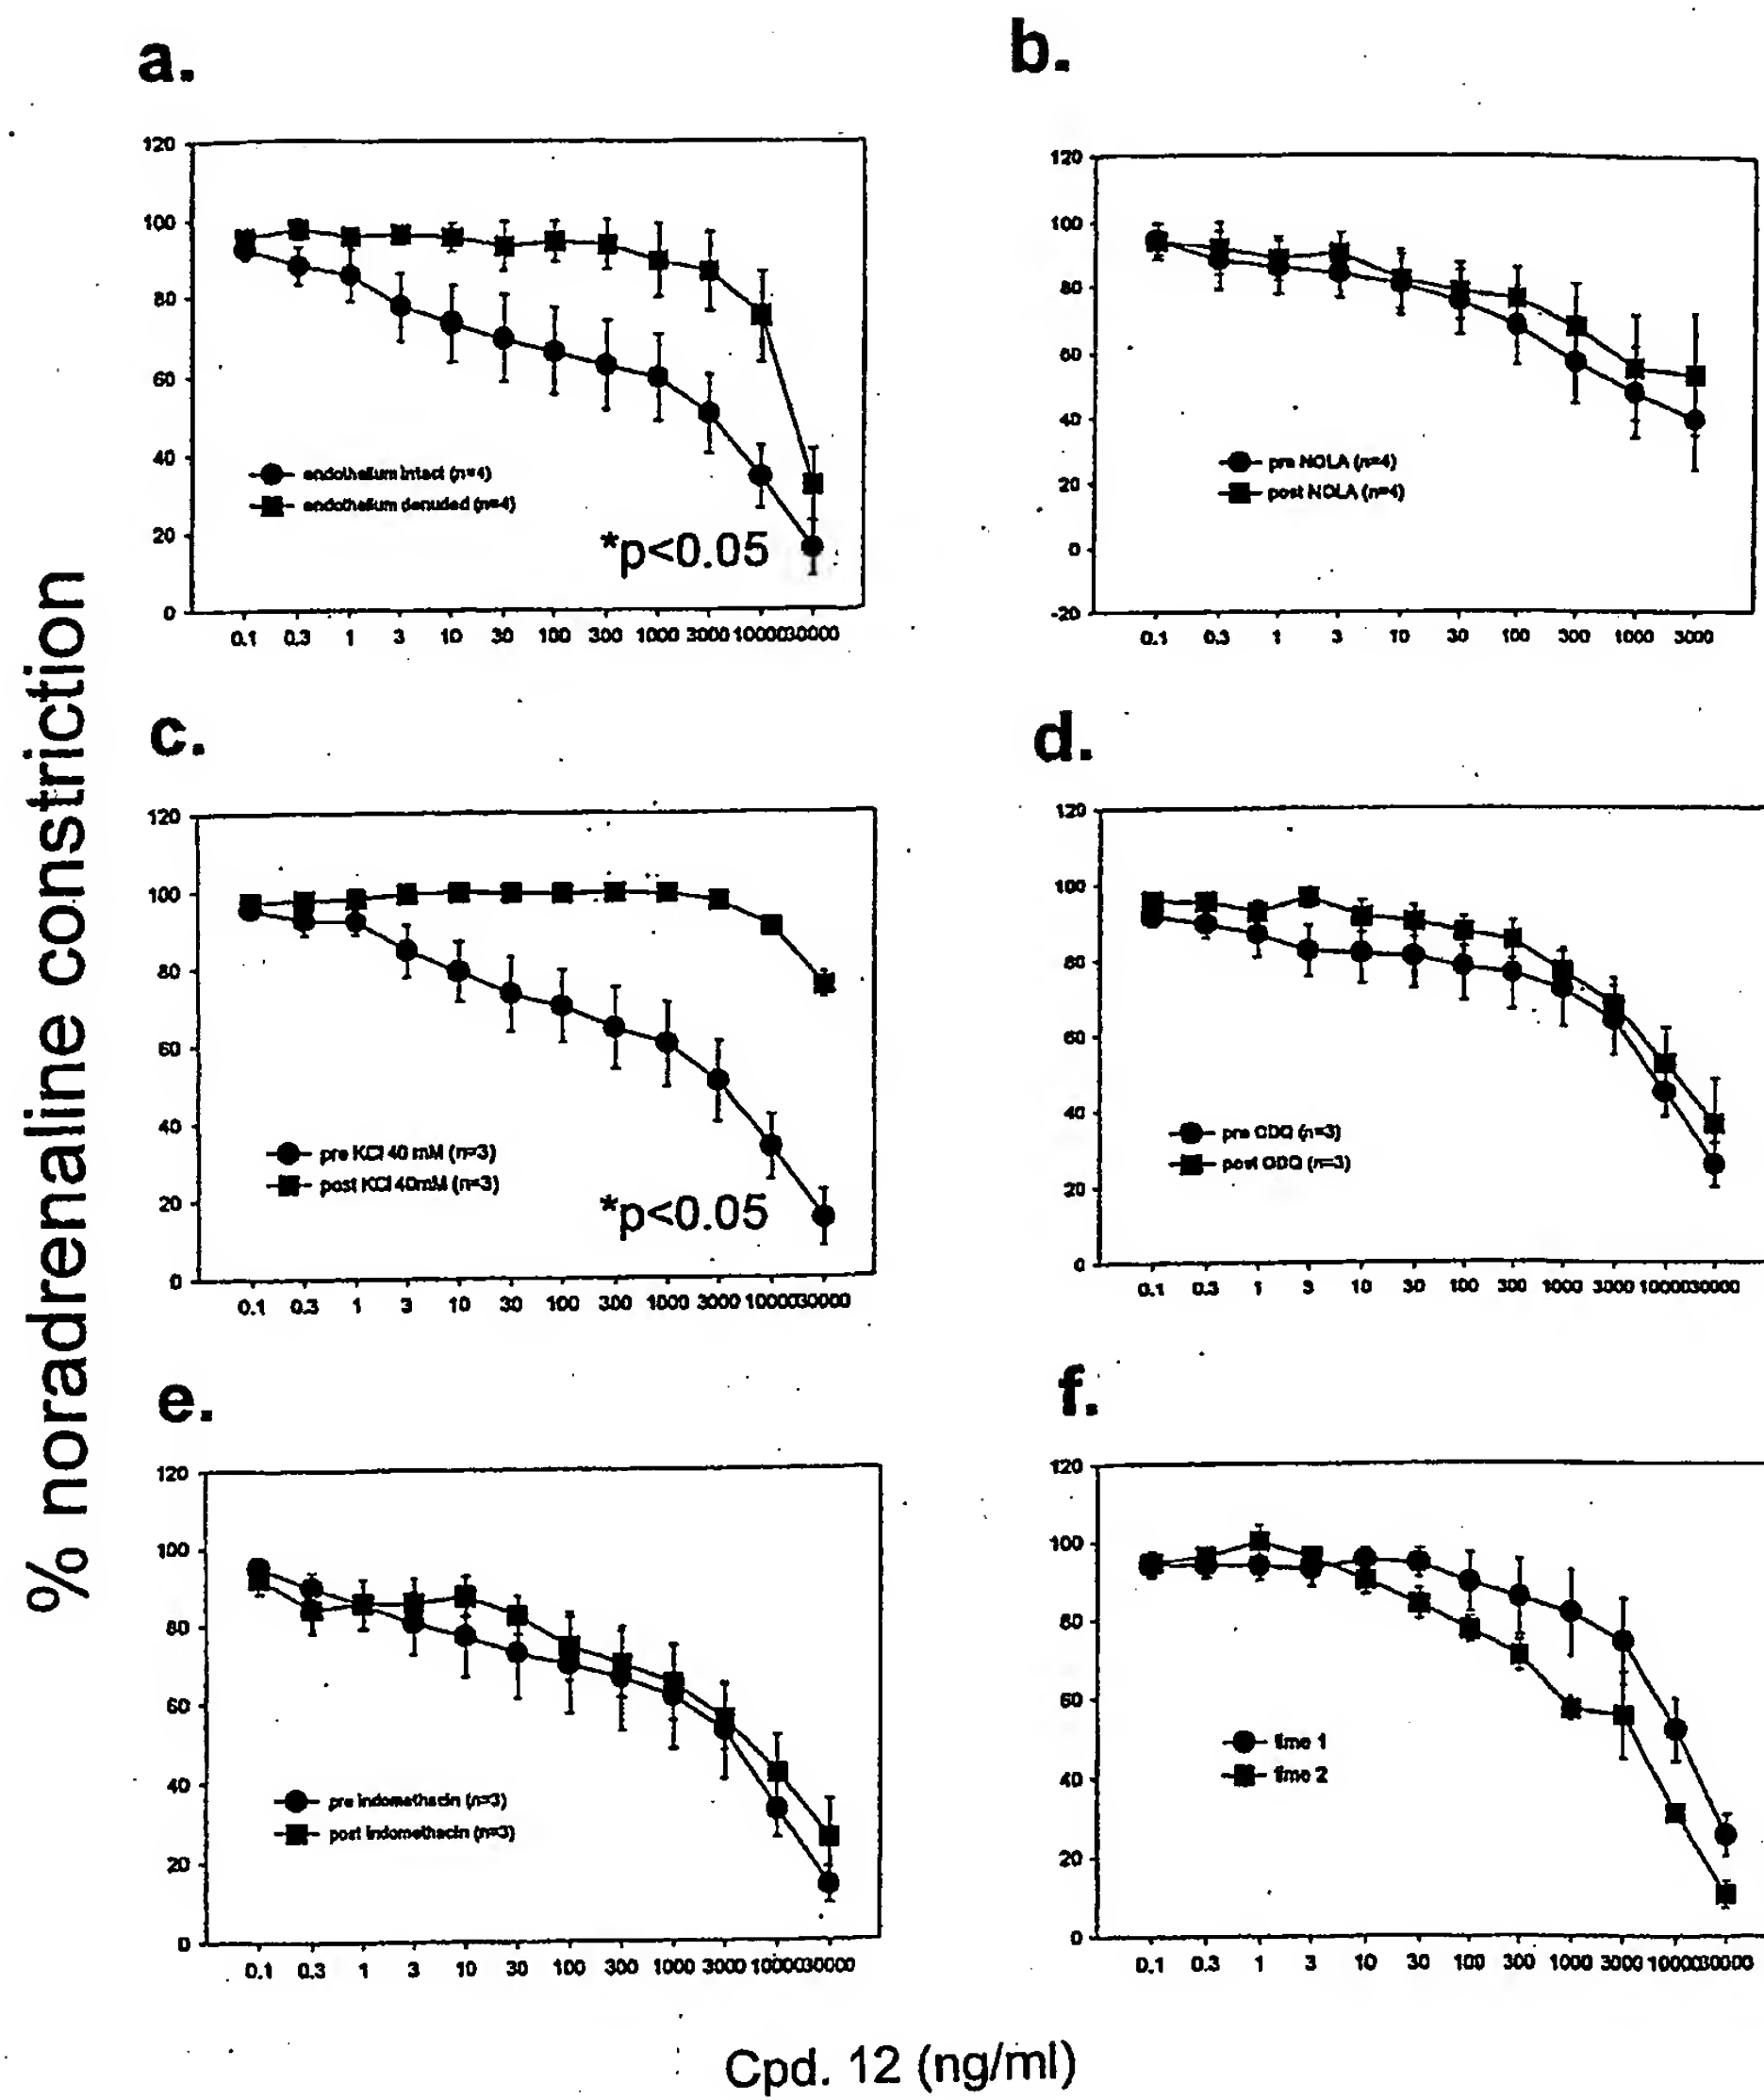 % noradrenaline constriction
a.
120
100
80
60
40
20
0
endothelium intact (n=4)
endothelium denuded (n=4)
*p<0.05
0.1 0.3 1 3 10 30 100 300 1000 3000 10000 30000
b.
120
100
80
60
40
20
0
-20
pre NOLA (n=4)
post NOLA (n=4)
0.1 0.3 1 3 10 30 100 300 1000 3000
c.
120
100
80
60
40
20
0
pre KCl 40 mM (n=3)
post KCl 40mM (n=3)
*p<0.05
0.1 0.3 1 3 10 30 100 300 1000 3000 10000 30000
d.
120
100
80
60
40
20
0
pre ODQ (n=3)
post ODQ (n=3)
0.1 0.3 1 3 10 30 100 300 1000 3000 10000 30000
e.
120
100
80
60
40
20
0
pre indomethacin (n=3)
post indomethacin (n=3)
0.1 0.3 1 3 10 30 100 300 1000 3000 10000 30000
f.
120
100
80
60
40
20
0
time 1
time 2
0.1 0.3 1 3 10 30 100 300 1000 3000 10000 30000
Cpd. 12 (ng/ml)